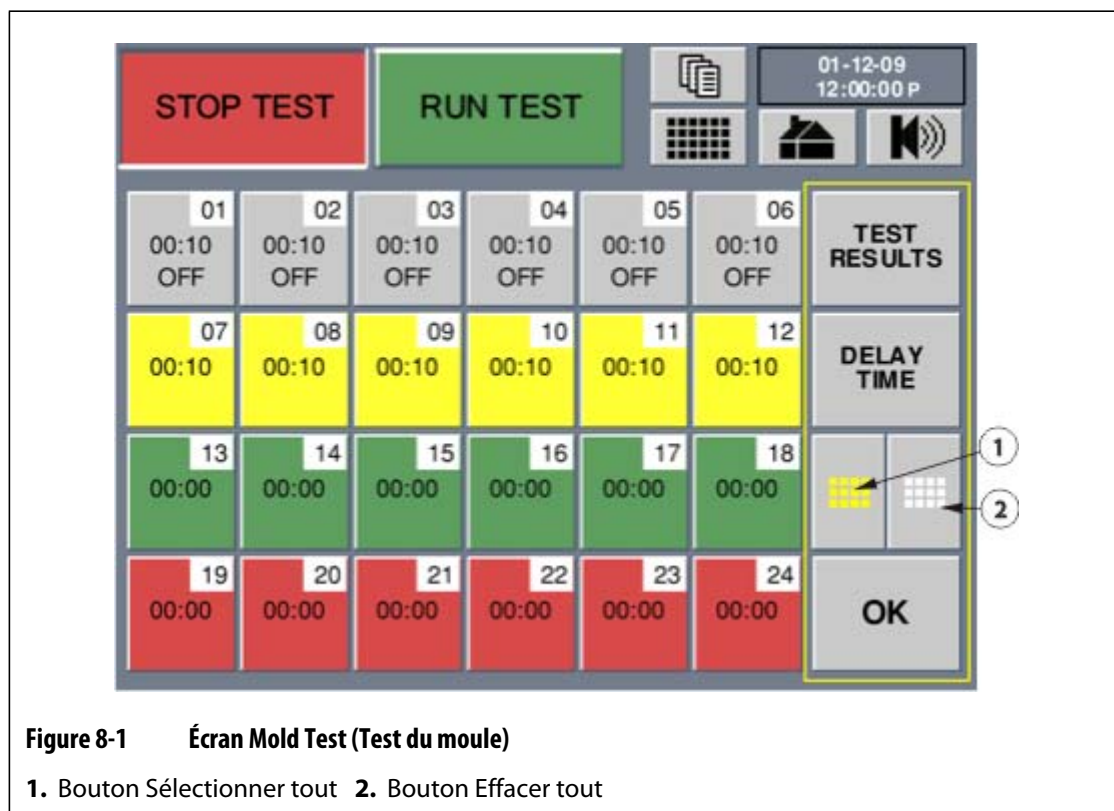 STOP TEST
RUN TEST
01-12-09
12:00:00 P
01 02 03 04 05 06
00:10 00:10 00:10 00:10 00:10 00:10
OFF OFF OFF OFF OFF OFF
TEST
RESULTS
07 08 09 10 11 12
00:10 00:10 00:10 00:10 00:10 00:10
DELAY
TIME
13 14 15 16 17 18
00:00 00:00 00:00 00:00 00:00 00:00
1
2
19 20 21 22 23 24
00:00 00:00 00:00 00:00 00:00 00:00
OK
Figure 8-1 Écran Mold Test (Test du moule)
1. Bouton Sélectionner tout 2. Bouton Effacer tout